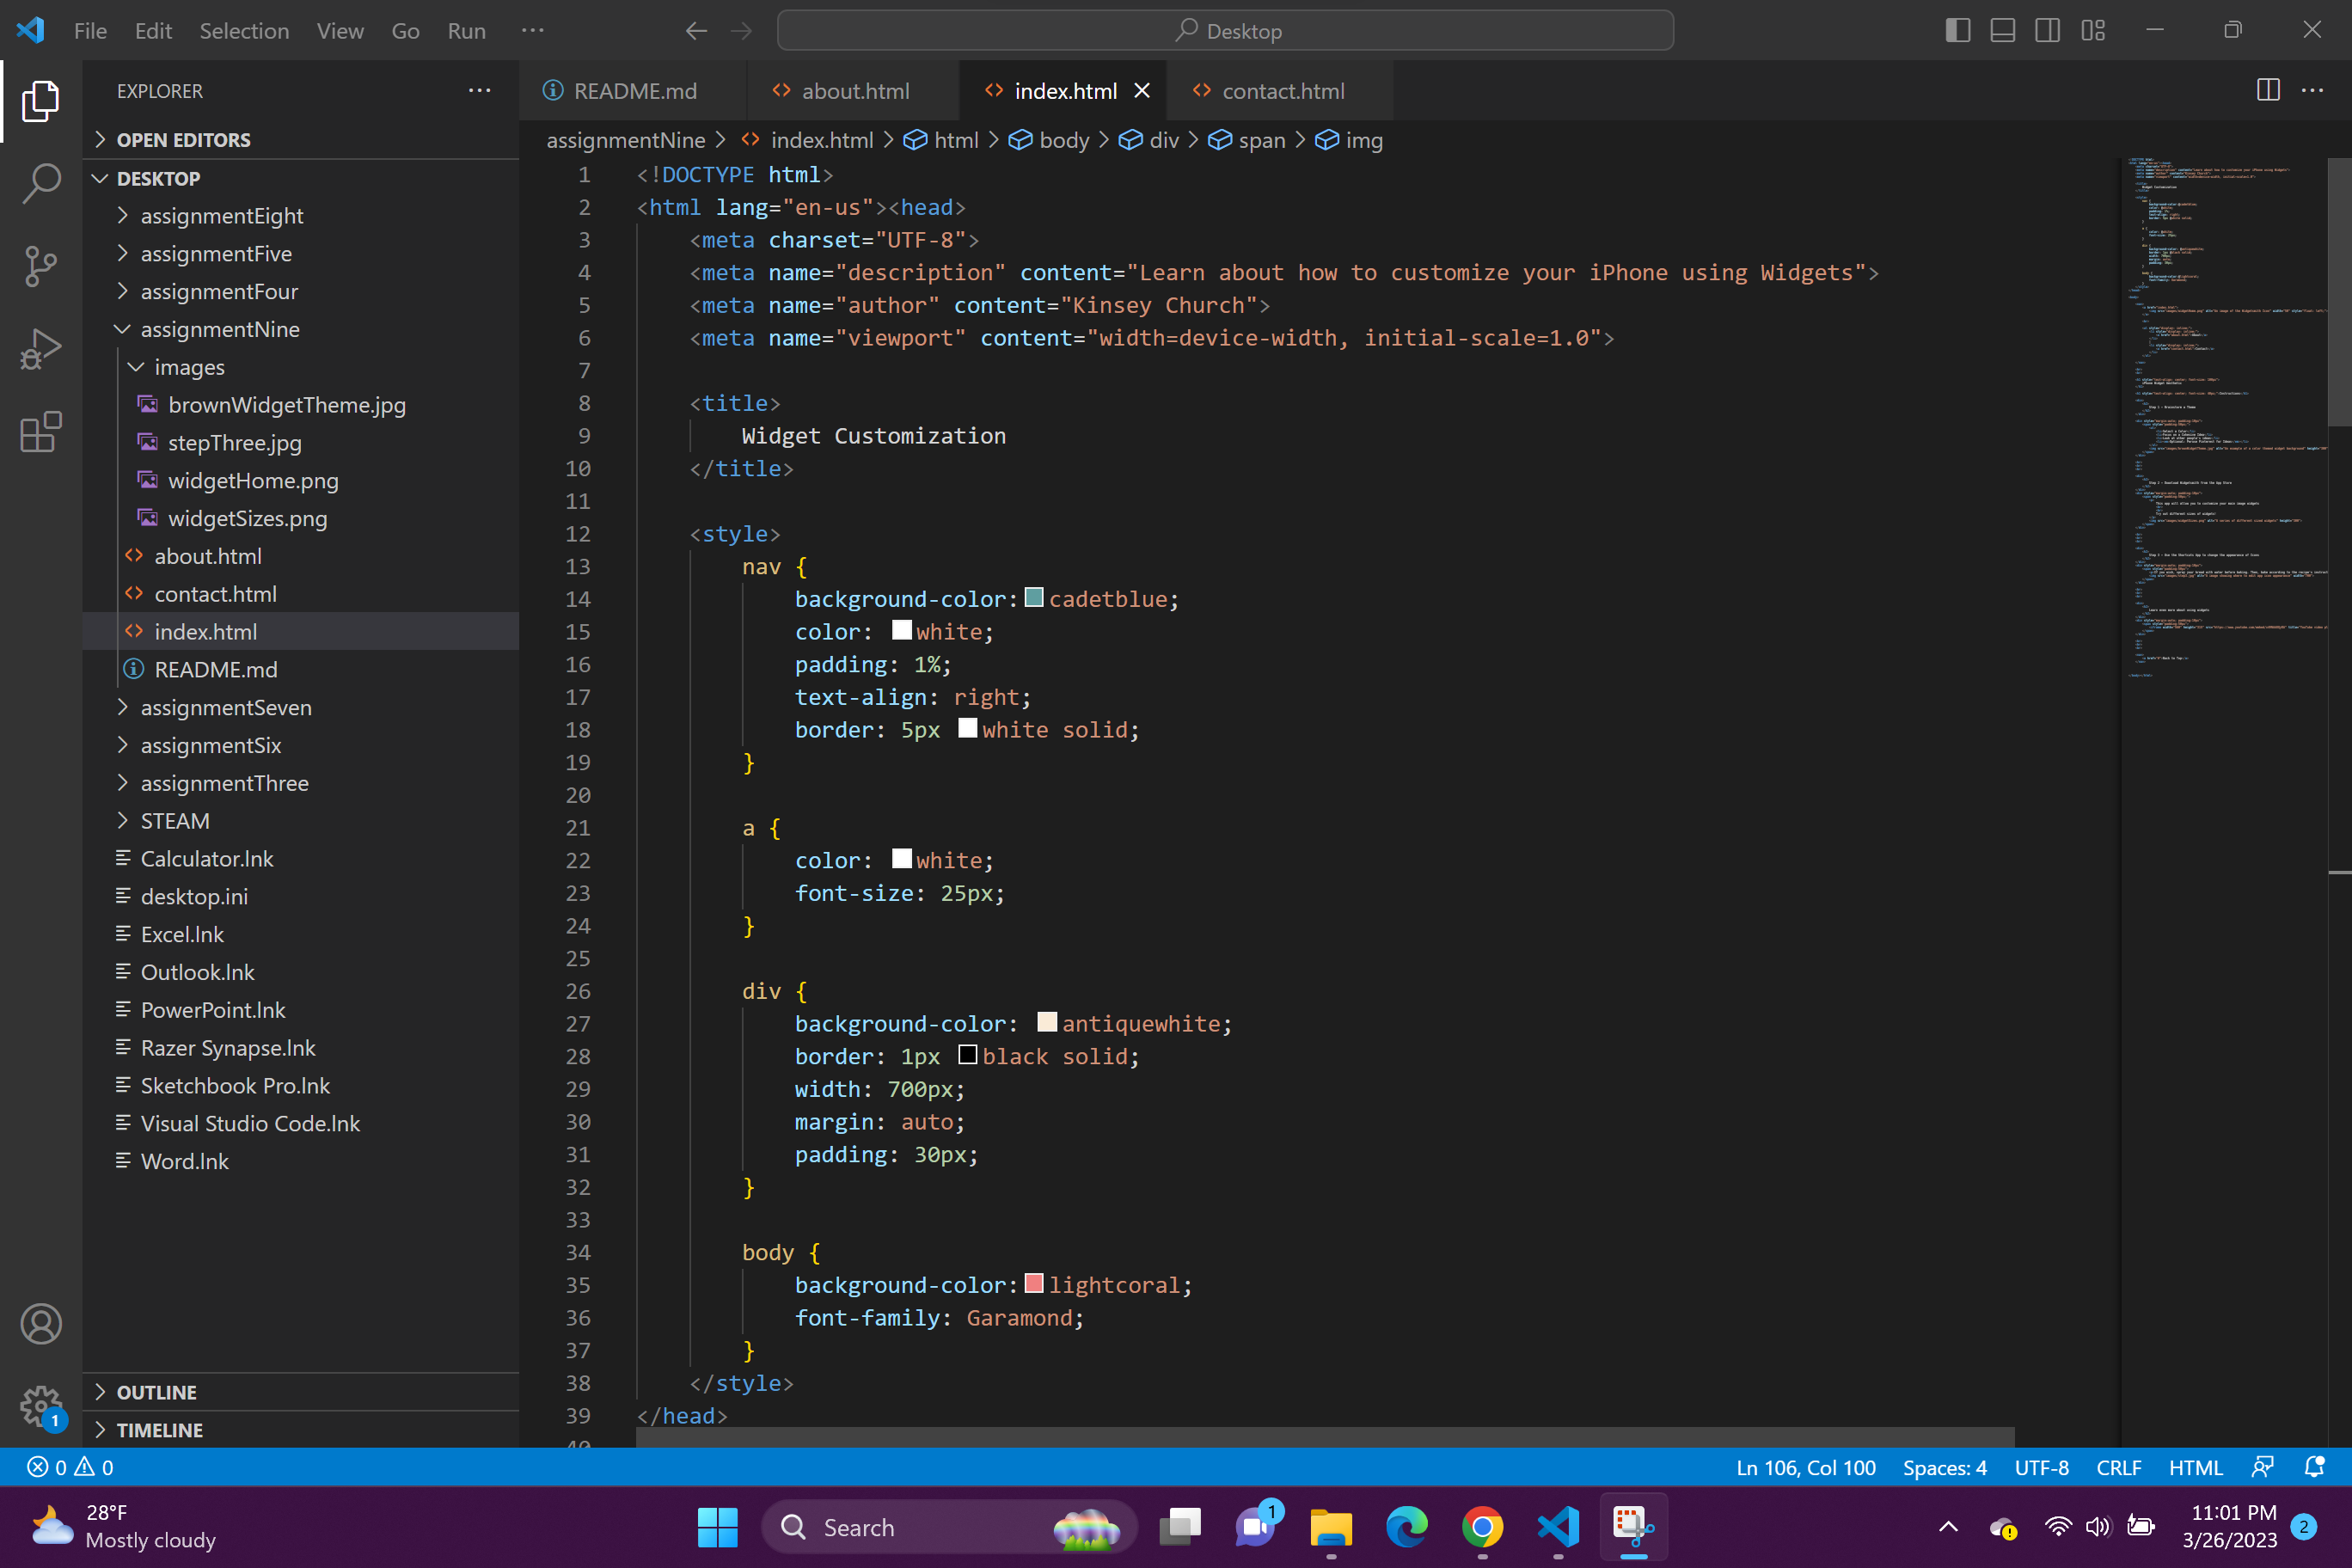 File Edit Selection View Go Run ··· Desktop
EXPLORER
OPEN EDITORS
DESKTOP
assignmentEight
assignmentFive
assignmentFour
assignmentNine
images
brownWidgetTheme.jpg
stepThree.jpg
widgetHome.png
widgetSizes.png
about.html
contact.html
index.html
README.md
assignmentSeven
assignmentSix
assignmentThree
STEAM
Calculator.lnk
desktop.ini
Excel.lnk
Outlook.lnk
PowerPoint.lnk
Razer Synapse.lnk
Sketchbook Pro.lnk
Visual Studio Code.lnk
Word.lnk
OUTLINE
TIMELINE
README.md about.html index.html contact.html
assignmentNine > index.html > html > body > div > span > img
1 <!DOCTYPE html>
2 <html lang="en-us"><head>
3 <meta charset="UTF-8">
4 <meta name="description" content="Learn about how to customize your iPhone using Widgets">
5 <meta name="author" content="Kinsey Church">
6 <meta name="viewport" content="width=device-width, initial-scale=1.0">
7
8 <title>
9 Widget Customization
10 </title>
11
12 <style>
13 nav {
14 background-color: cadetblue;
15 color: white;
16 padding: 1%;
17 text-align: right;
18 border: 5px white solid;
19 }
20
21 a {
22 color: white;
23 font-size: 25px;
24 }
25
26 div {
27 background-color: antiquewhite;
28 border: 1px black solid;
29 width: 700px;
30 margin: auto;
31 padding: 30px;
32 }
33
34 body {
35 background-color: lightcoral;
36 font-family: Garamond;
37 }
38 </style>
39 </head>
40
1
0 0 Ln 106, Col 100 Spaces: 4 UTF-8 CRLF HTML
28°F
Mostly cloudy
Search
1
11:01 PM
3/26/2023
2